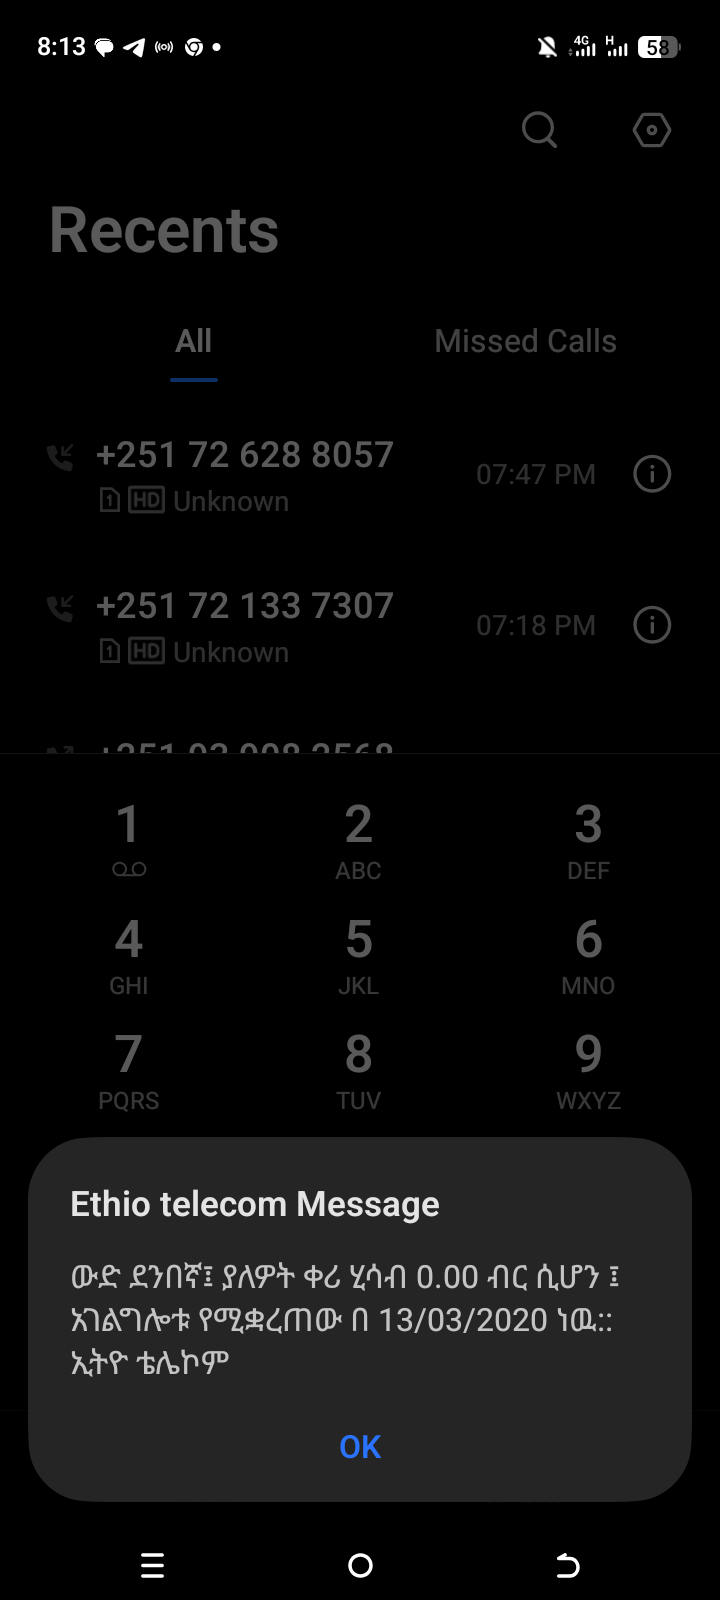 8:13
4G H 58
Recents
All Missed Calls
+251 72 628 8057
07:47 PM
1 HD Unknown
+251 72 133 7307
07:18 PM
1 HD Unknown
1 2 3
ABC DEF
4 5 6
GHI JKL MNO
7 8 9
PQRS TUV WXYZ
Ethio telecom Message
ውድ ደንበኛ፤ ያለዎት ቀሪ ሂሳብ 0.00 ብር ሲሆን ፤
አገልግሎቱ የሚቋረጠው በ 13/03/2020 ነዉ::
ኢትዮ ቴሌኮም
OK